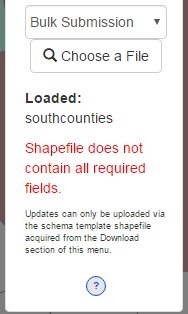 Bulk Submission
Choose a File
Loaded:
southcounties
Shapefile does not
contain all required
fields.
Updates can only be uploaded via
the schema template shapefile
acquired from the Download
section of this menu.
?